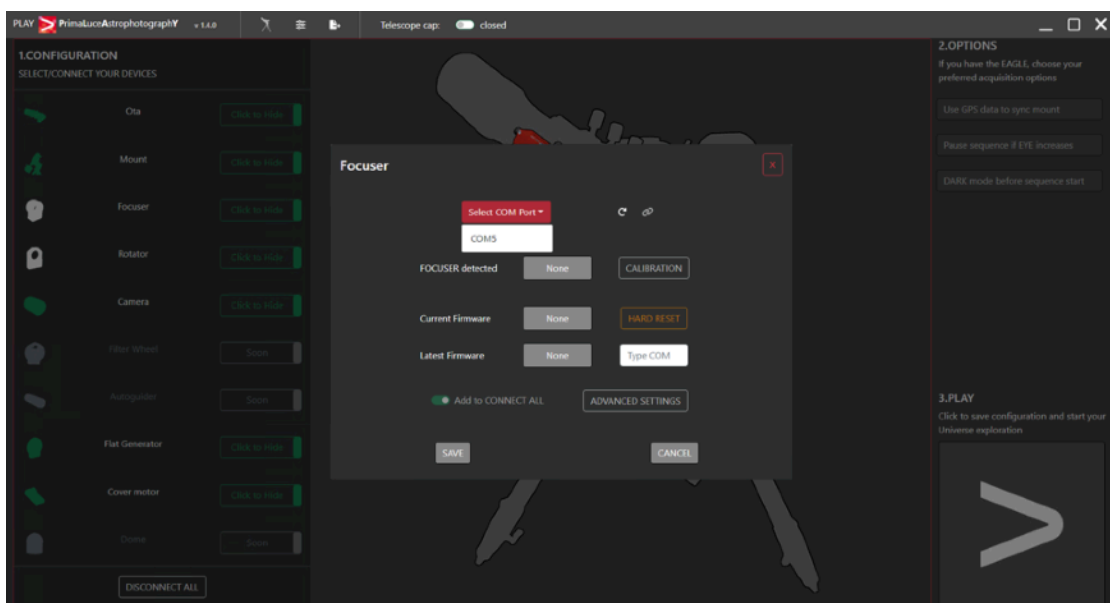 PLAY PrimaLuceAstrophotographY v 1.4.0
Telescope cap: closed
1.CONFIGURATION
SELECT/CONNECT YOUR DEVICES
Ota Click to Hide
Mount Click to Hide
Focuser Click to Hide
Rotator Click to Hide
Camera Click to Hide
Filter Wheel Soon
Autoguider Soon
Flat Generator Click to Hide
Cover motor Click to Hide
Dome Soon
DISCONNECT ALL
Focuser x
Select COM Port
COM5
FOCUSER detected None CALIBRATION
Current Firmware None HARD RESET
Latest Firmware None Type COM
Add to CONNECT ALL ADVANCED SETTINGS
SAVE CANCEL
2.OPTIONS
If you have the EAGLE, choose your
preferred acquisition options
Use GPS data to sync mount
Pause sequence if EYE increases
DARK mode before sequence start
3.PLAY
Click to save configuration and start your
Universe exploration